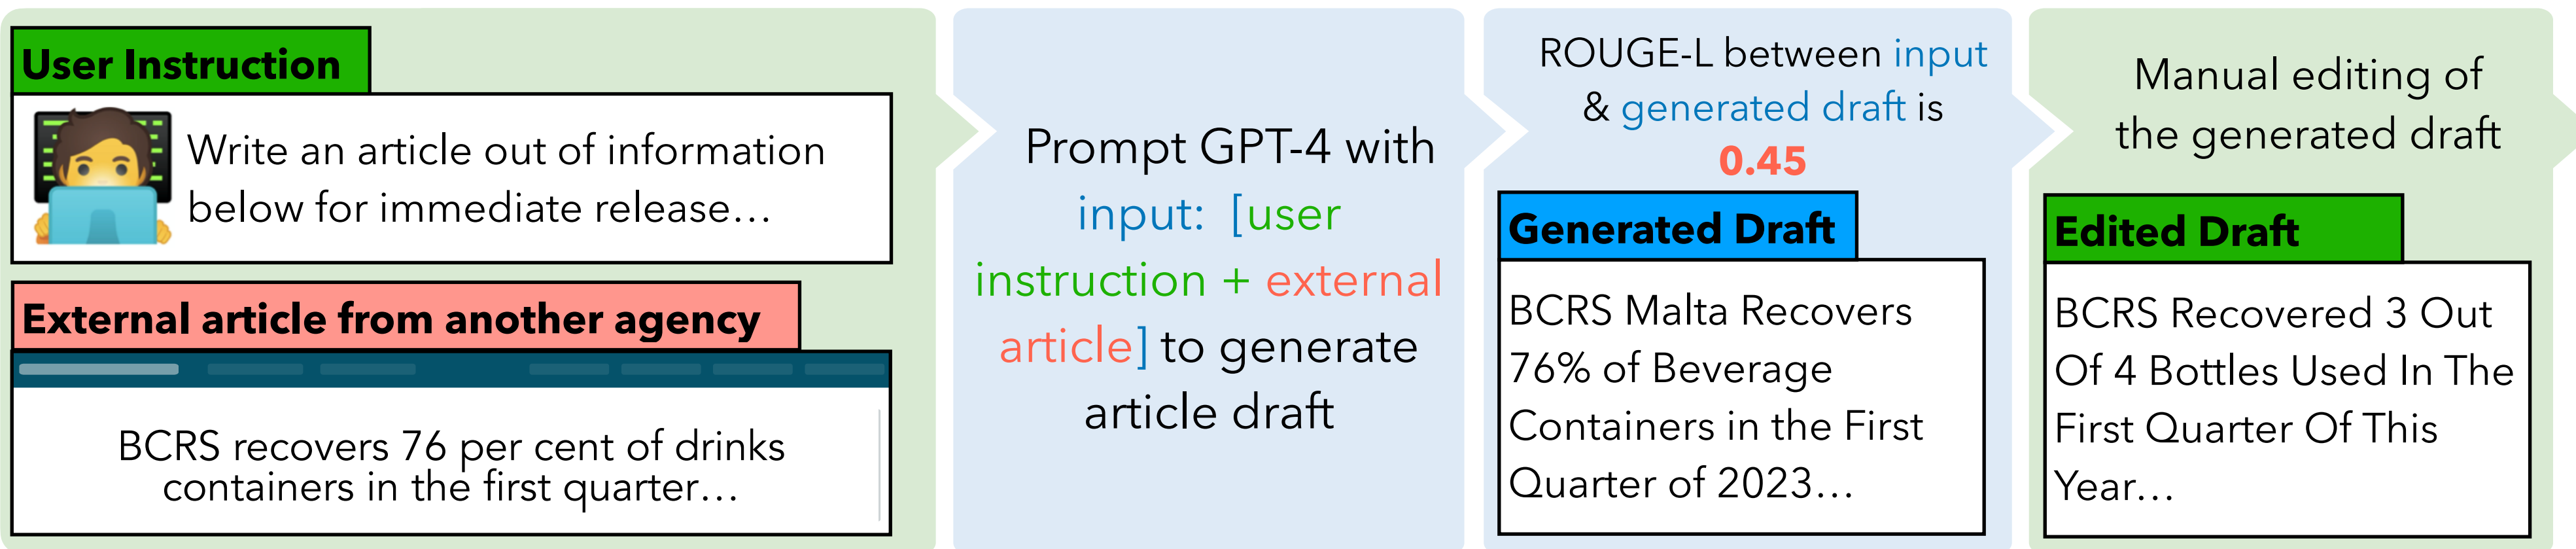 User Instruction
Write an article out of information
below for immediate release...
External article from another agency
BCRS recovers 76 per cent of drinks
containers in the first quarter...
Prompt GPT-4 with
input: [user
instruction + external
article] to generate
article draft
ROUGE-L between input
& generated draft is
0.45
Generated Draft
BCRS Malta Recovers
76% of Beverage
Containers in the First
Quarter of 2023...
Manual editing of
the generated draft
Edited Draft
BCRS Recovered 3 Out
Of 4 Bottles Used In The
First Quarter Of This
Year...